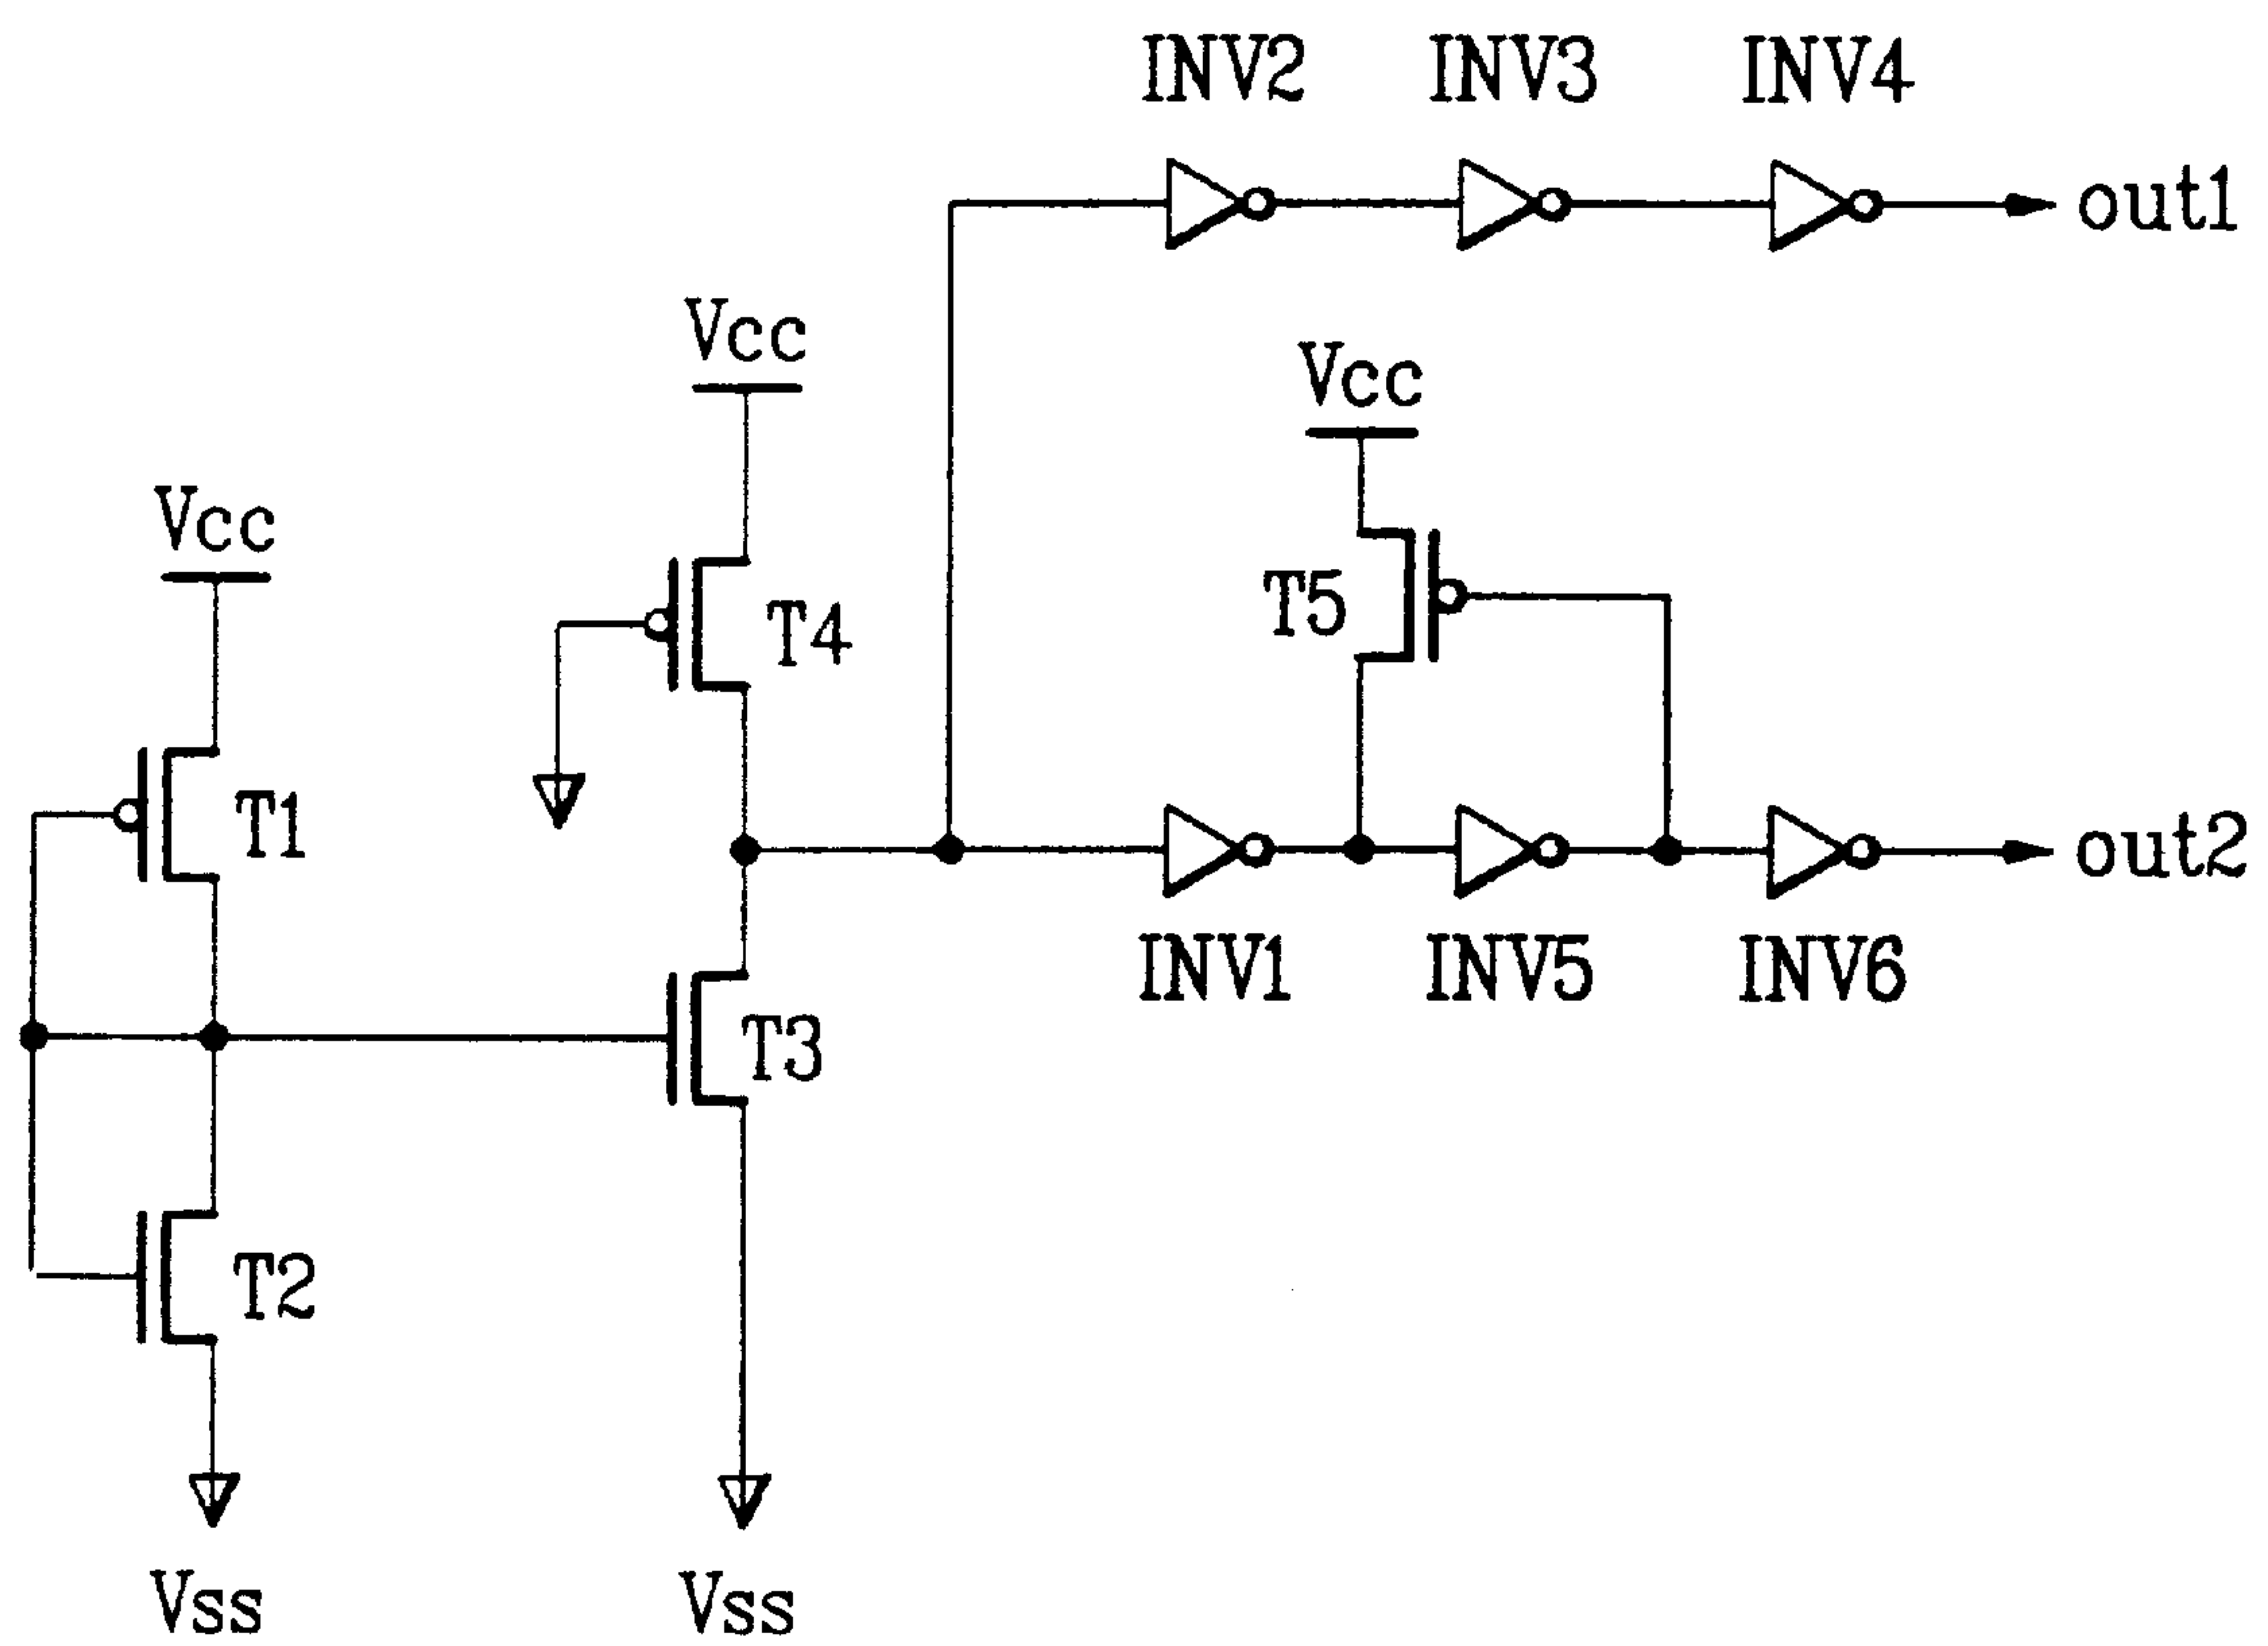 INV2 INV3 INV4
out1
Vcc
Vcc
Vcc
T5
T4
T1
out2
INV1 INV5 INV6
T3
T2
Vss Vss